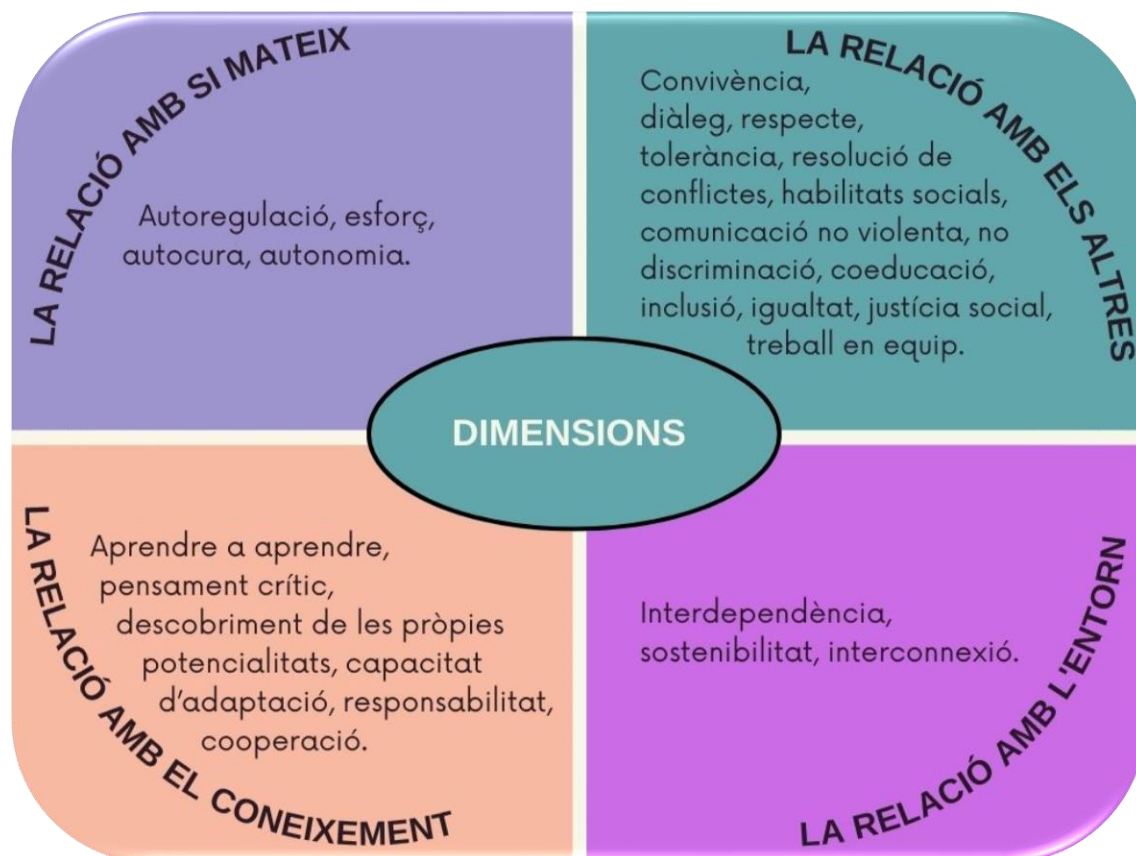 LA RELACIÓ AMB SI MATEIX
Autoregulació, esforç,
autocura, autonomia.
LA RELACIÓ AMB ELS ALTRES
Convivència,
diàleg, respecte,
tolerància, resolució de
conflictes, habilitats socials,
comunicació no violenta, no
discriminació, coeducació,
inclusió, igualtat, justícia social,
treball en equip.
DIMENSIONS
LA RELACIÓ AMB EL CONEIXEMENT
Aprendre a aprendre,
pensament crític,
descobriment de les pròpies
potencialitats, capacitat
d'adaptació, responsabilitat,
cooperació.
LA RELACIÓ AMB L'ENTORN
Interdependència,
sostenibilitat, interconnexió.